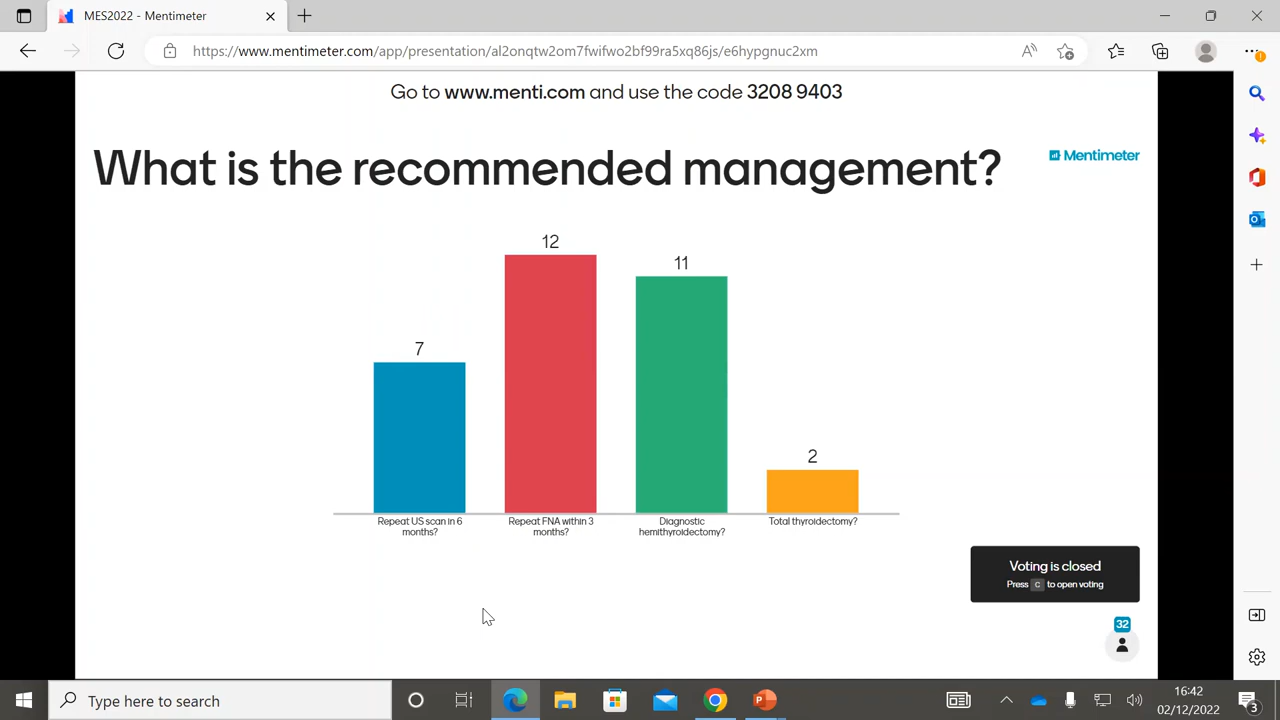 MES2022 - Mentimeter
https://www.mentimeter.com/app/presentation/al2onqtw2om7fwifwo2bf99ra5xq86js/e6hypgnuc2xm
Go to www.menti.com and use the code 3208 9403
What is the recommended management?
Mentimeter
12
11
7
2
Repeat US scan in 6
months?
Repeat FNA within 3
months?
Diagnostic
hemithyroidectomy?
Total thyroidectomy?
Voting is closed
Press C to open voting
32
Type here to search
16:42
02/12/2022
3